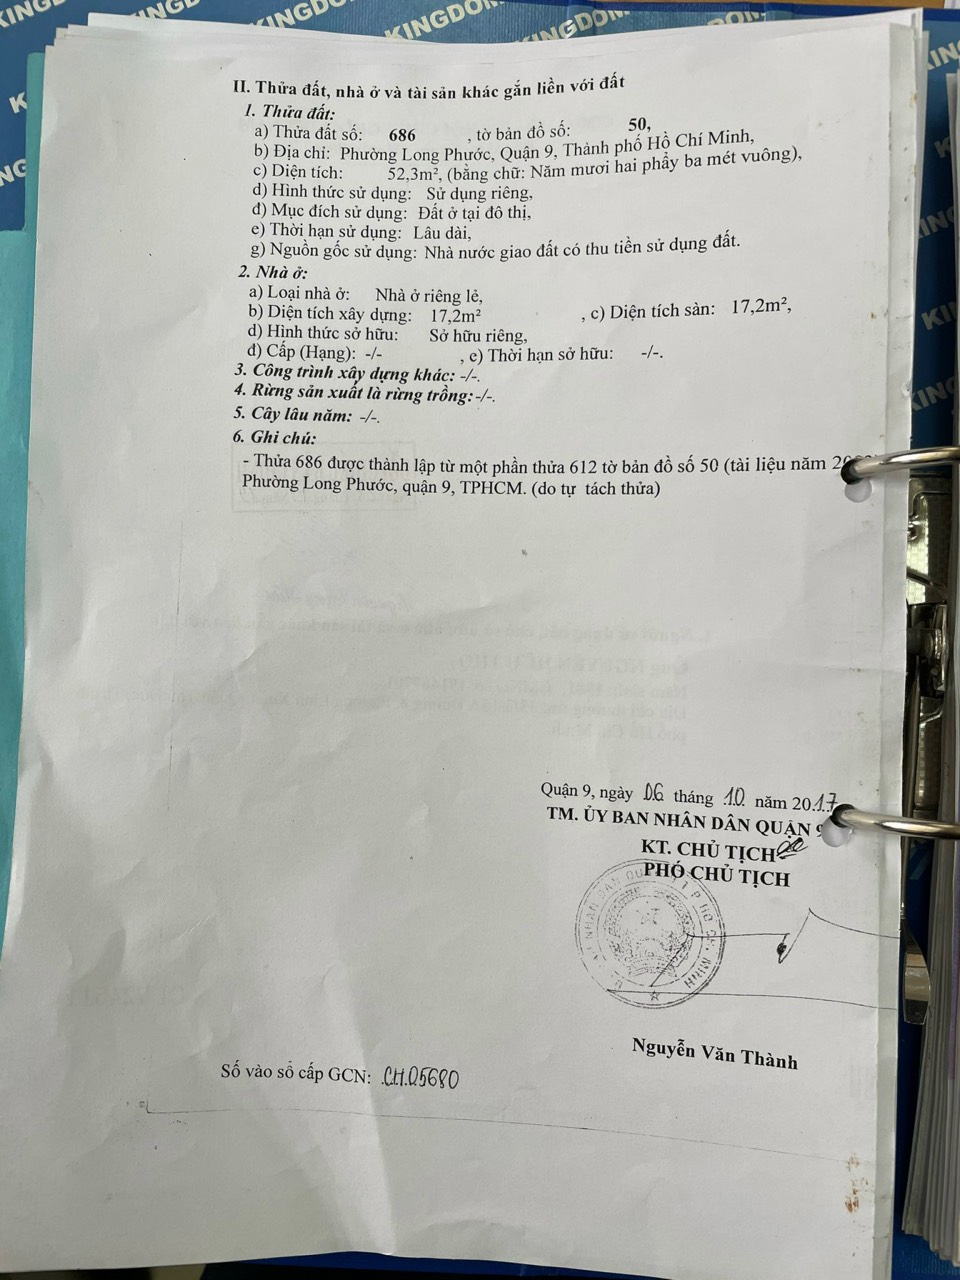 KINGDOM KINGDOM KINGDOM KINGDOM
II. Thửa đất, nhà ở và tài sản khác gắn liền với đất
1. Thửa đất:
a) Thửa đất số: 686 , tờ bản đồ số: 50,
b) Địa chỉ: Phường Long Phước, Quận 9, Thành phố Hồ Chí Minh,
c) Diện tích: 52,3m², (bằng chữ: Năm mươi hai phẩy ba mét vuông),
d) Hình thức sử dụng: Sử dụng riêng,
đ) Mục đích sử dụng: Đất ở tại đô thị,
e) Thời hạn sử dụng: Lâu dài,
g) Nguồn gốc sử dụng: Nhà nước giao đất có thu tiền sử dụng đất.
2. Nhà ở:
a) Loại nhà ở: Nhà ở riêng lẻ,
b) Diện tích xây dựng: 17,2m² , c) Diện tích sàn: 17,2m²,
d) Hình thức sở hữu: Sở hữu riêng,
đ) Cấp (Hạng): -/- , e) Thời hạn sở hữu: -/-.
3. Công trình xây dựng khác: -/-.
4. Rừng sản xuất là rừng trồng: -/-.
5. Cây lâu năm: -/-.
6. Ghi chú:
- Thửa 686 được thành lập từ một phần thửa 612 tờ bản đồ số 50 (tài liệu năm
Phường Long Phước, quận 9, TPHCM. (do tự tách thửa)
Quận 9, ngày 06 tháng 10 năm 2017
TM. ỦY BAN NHÂN DÂN QUẬN 9
KT. CHỦ TỊCH
PHÓ CHỦ TỊCH
Nguyễn Văn Thành
Số vào sổ cấp GCN: CH.05680